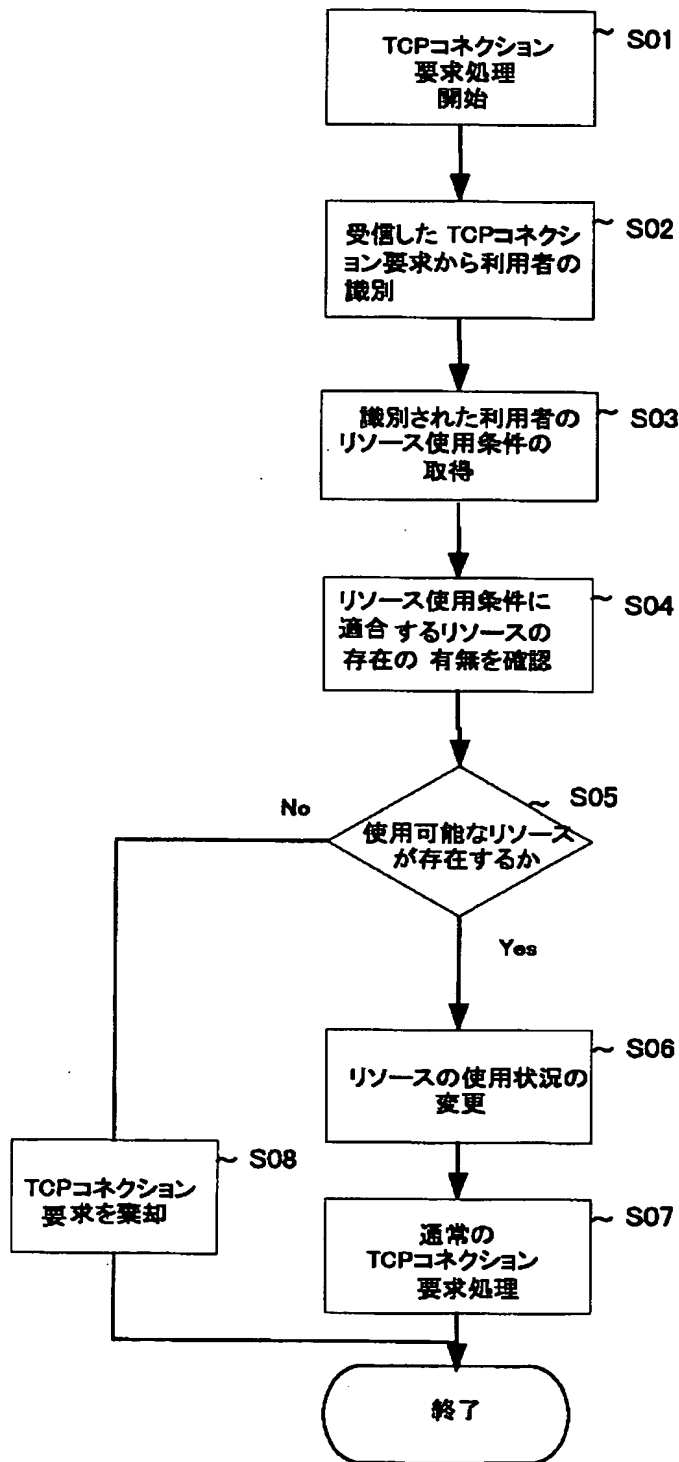 TCPコネクション
要求処理
開始
S01
受信した TCPコネクシ
ョン要求から利用者の
識別
S02
識別された利用者の
リソース使用条件の
取得
S03
リソース使用条件に
適合するリソースの
存在の 有無を確認
S04
使用可能なリソース
が存在するか
S05
No
Yes
リソースの使用状況の
変更
S06
TCPコネクション
要求を棄却
S08
通常の
TCPコネクション
要求処理
S07
終了